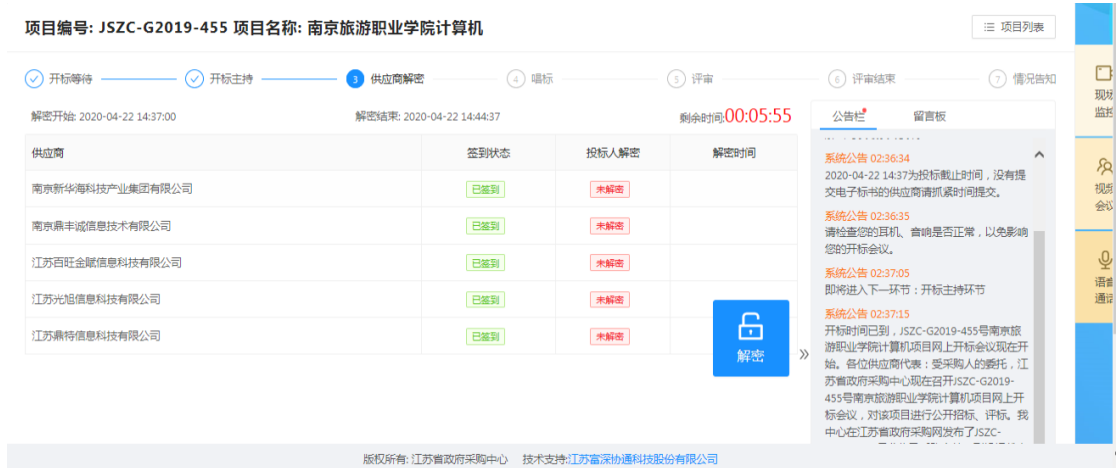 项目编号: JSZC-G2019-455 项目名称: 南京旅游职业学院计算机
项目列表
开标等待
开标主持
3 供应商解密
4 唱标
5 评审
6 评审结束
7 情况告知
解密开始: 2020-04-22 14:37:00
解密结束: 2020-04-22 14:44:37
剩余时间:00:05:55
供应商 签到状态 投标人解密 解密时间
南京新华海科技产业集团有限公司 已签到 未解密
南京鼎丰诚信息技术有限公司 已签到 未解密
江苏百旺金赋信息科技有限公司 已签到 未解密
江苏光旭信息科技有限公司 已签到 未解密
江苏鼎特信息科技有限公司 已签到 未解密
解密
公告栏 留言板
系统公告 02:36:34
2020-04-22 14:37为投标截止时间，没有提
交电子标书的供应商请抓紧时间提交。
系统公告 02:36:35
请检查您的耳机、音响是否正常，以免影响
您的开标会议。
系统公告 02:37:05
即将进入下一环节：开标主持环节
系统公告 02:37:15
开标时间已到，JSZC-G2019-455号南京旅
游职业学院计算机项目网上开标会议现在开
始。各位供应商代表：受采购人的委托，江
苏省政府采购中心现在召开JSZC-G2019-
455号南京旅游职业学院计算机项目网上开
标会议，对该项目进行公开招标、评标。我
中心在江苏省政府采购网发布了JSZC-
现场
监控
视频
会议
语音
通话
版权所有: 江苏省政府采购中心 技术支持:江苏富深协通科技股份有限公司